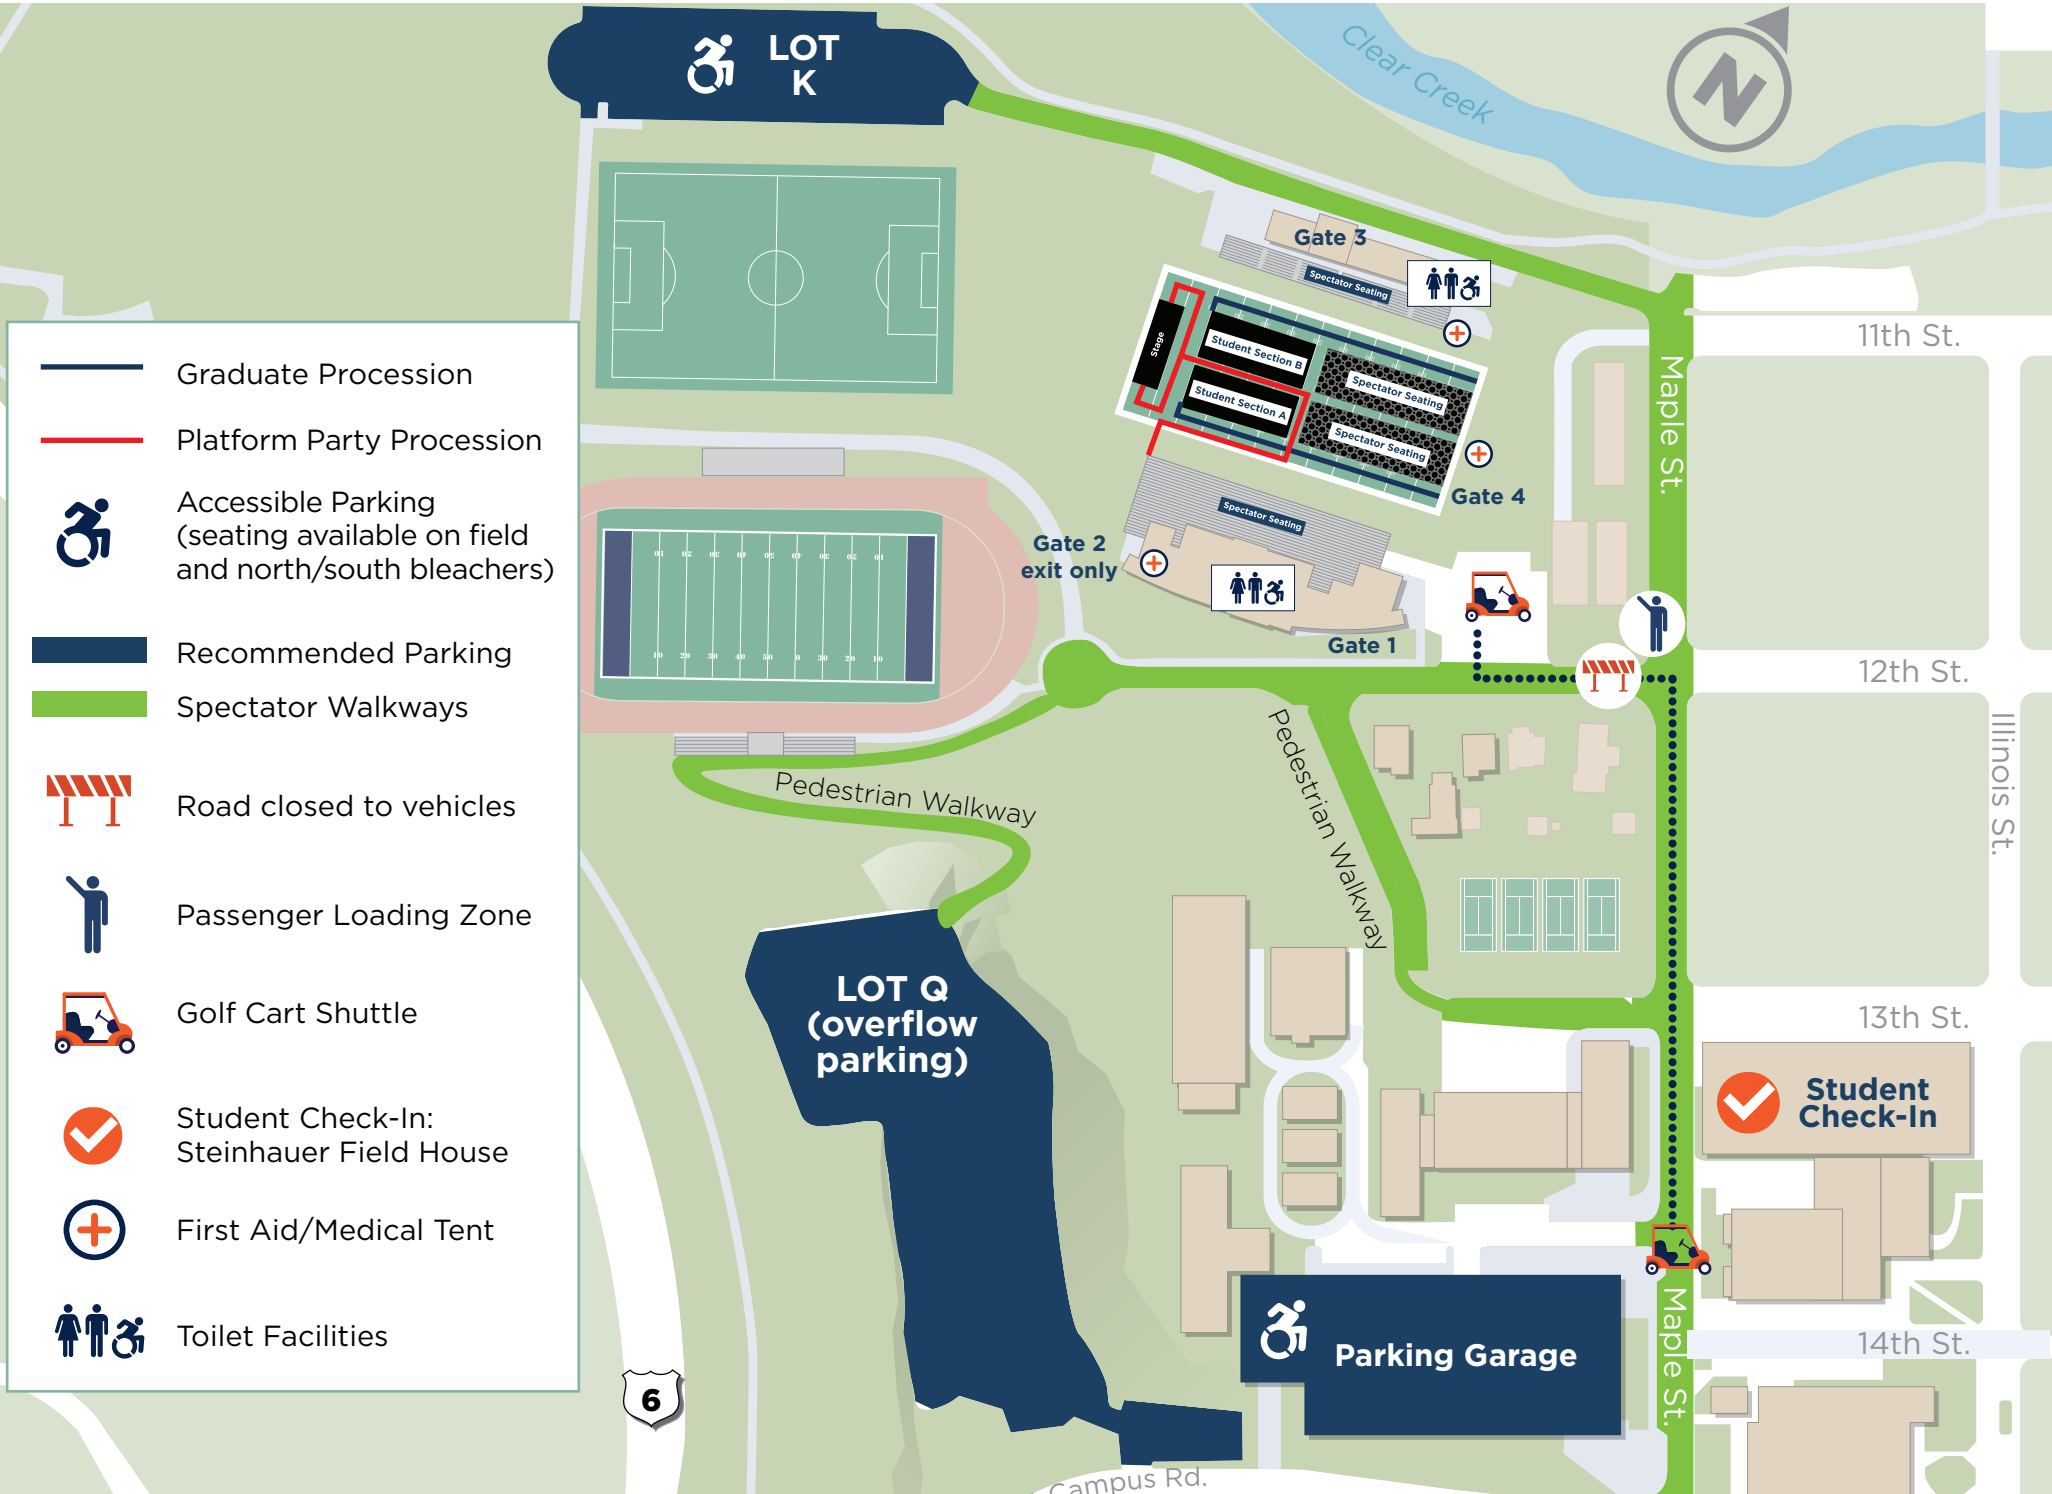 LOT
K
Clear Creek
N
Gate 3
Spectator Seating
Stage
Student Section B
Student Section A
Spectator Seating
Spectator Seating
Gate 4
Spectator Seating
Gate 2
exit only
Gate 1
11th St.
Maple St.
12th St.
Illinois St.
Pedestrian Walkway
Pedestrian Walkway
LOT Q
(overflow
parking)
13th St.
Student
Check-In
Parking Garage
Maple St.
14th St.
Campus Rd.
6
Graduate Procession
Platform Party Procession
Accessible Parking
(seating available on field
and north/south bleachers)
Recommended Parking
Spectator Walkways
Road closed to vehicles
Passenger Loading Zone
Golf Cart Shuttle
Student Check-In:
Steinhauer Field House
First Aid/Medical Tent
Toilet Facilities